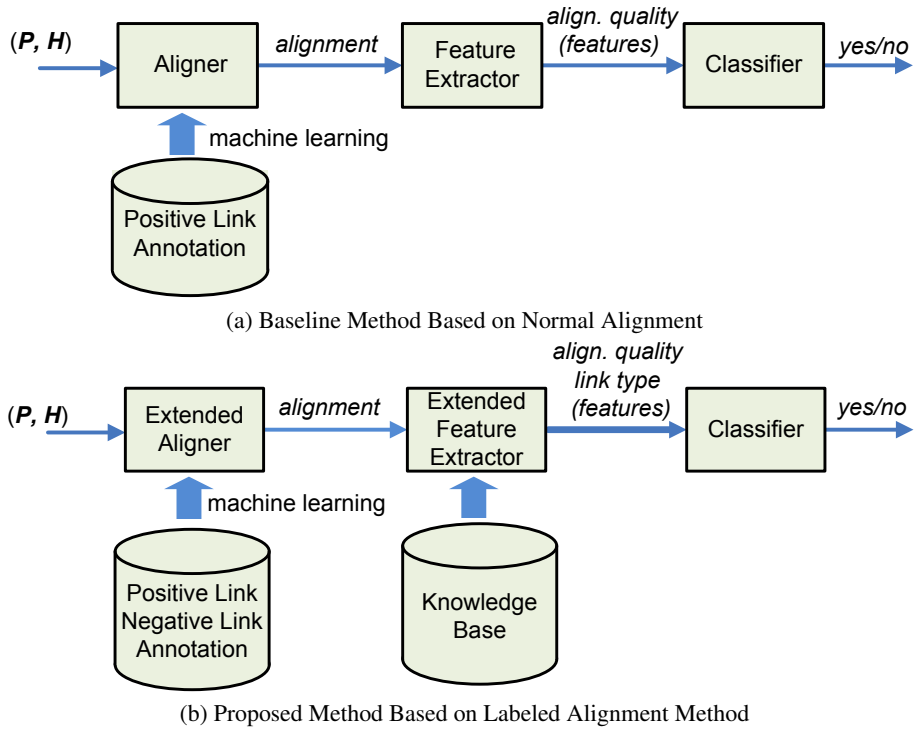 (P, H)
Aligner
alignment
Feature
Extractor
align. quality
(features)
Classifier
yes/no
machine learning
Positive Link
Annotation
(a) Baseline Method Based on Normal Alignment
(P, H)
Extended
Aligner
alignment
Extended
Feature
Extractor
align. quality
link type
(features)
Classifier
yes/no
machine learning
Positive Link
Negative Link
Annotation
Knowledge
Base
(b) Proposed Method Based on Labeled Alignment Method